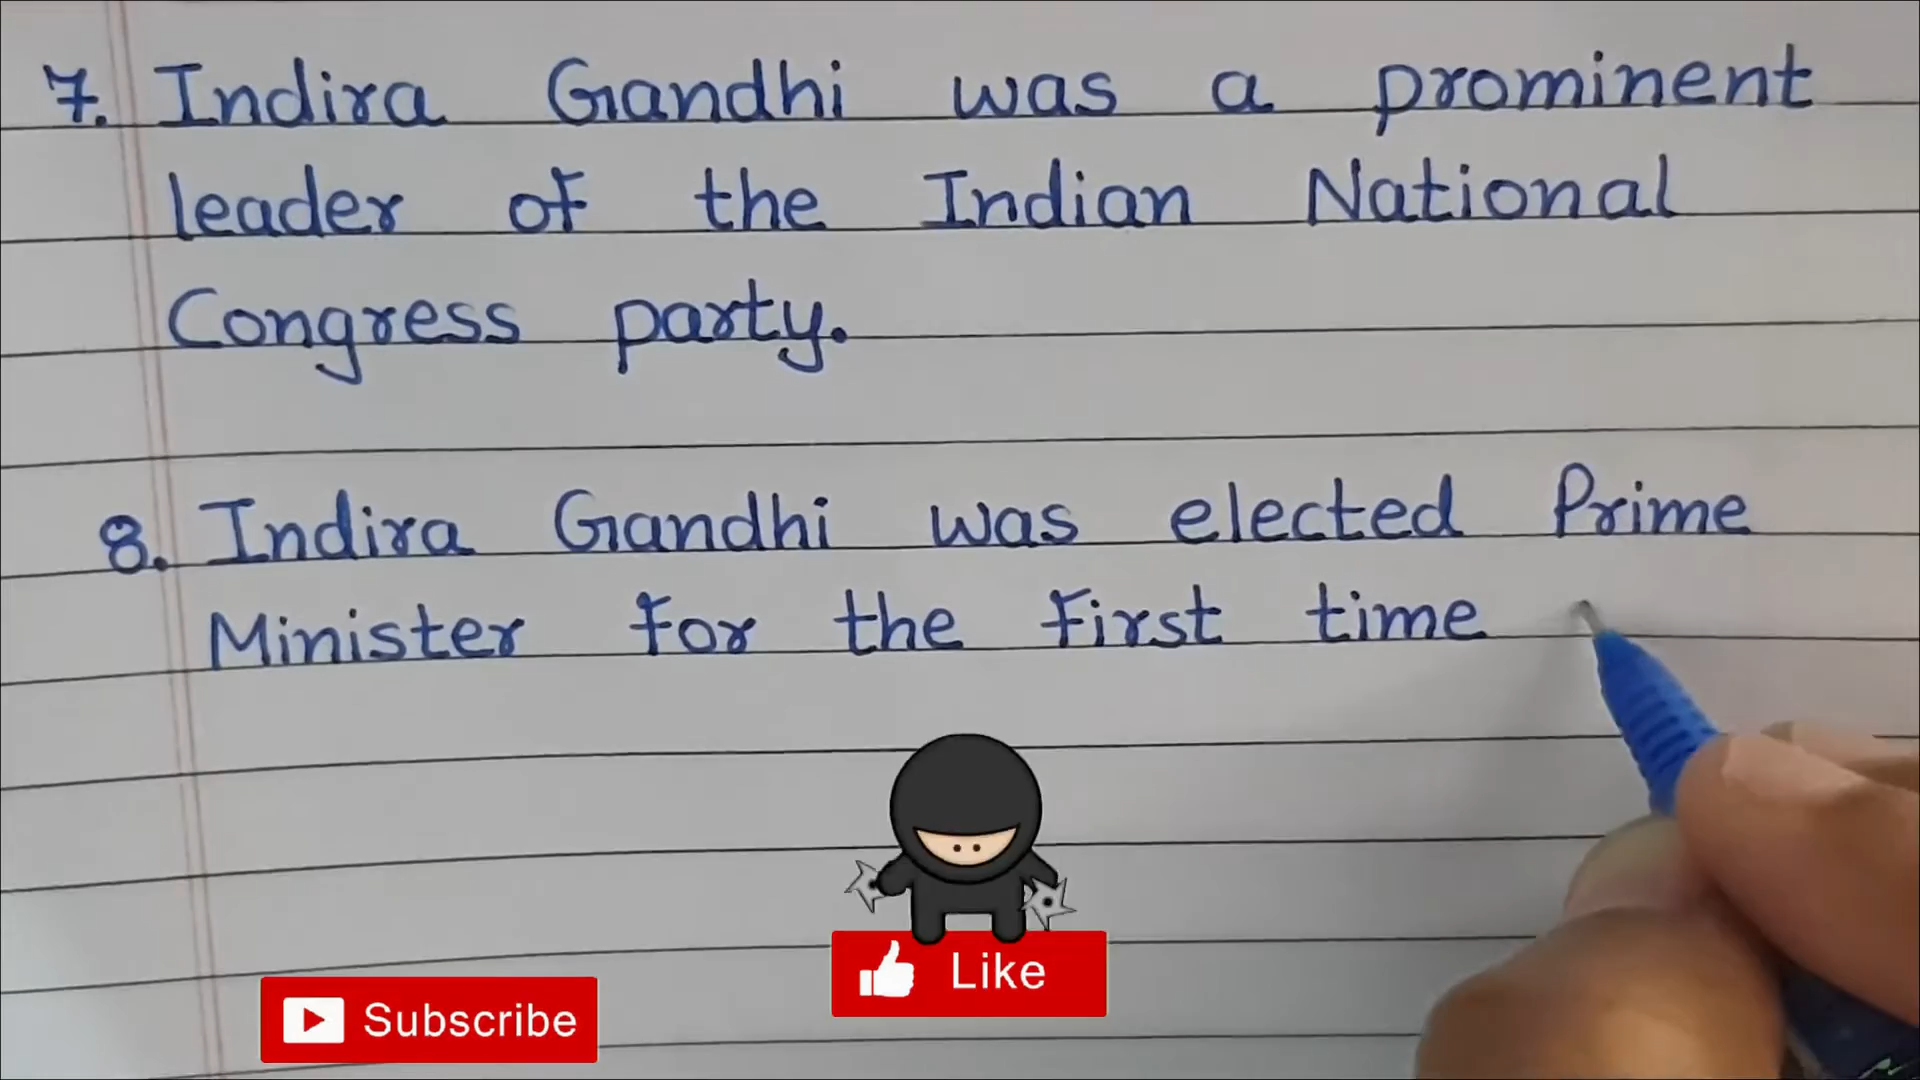 7. Indira Gandhi was a prominent
leader of the Indian National
Congress party.
8. Indira Gandhi was elected Prime
Minister for the first time
Like
Subscribe